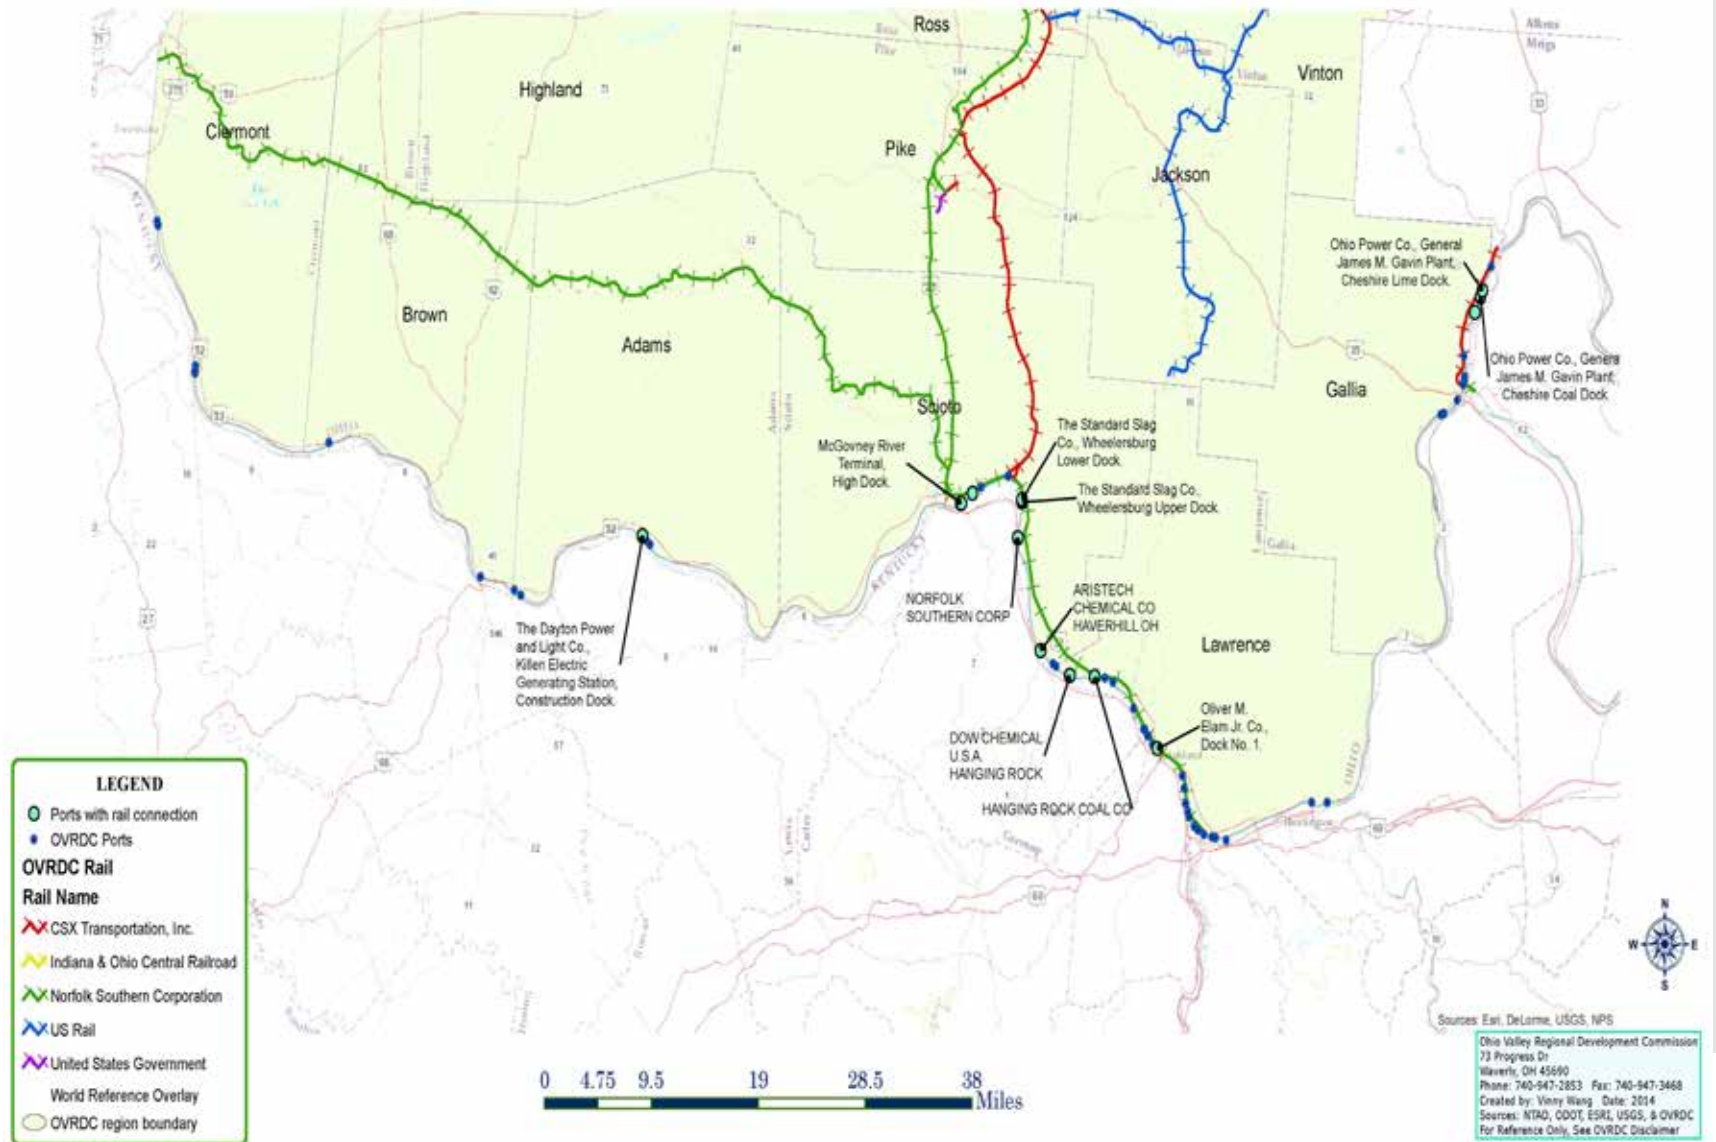 Ross
Vinton
Highland
Clermont
Pike
Jackson
Brown
Adams
Scioto
Gallia
Lawrence
Ohio Power Co., General
James M. Gavin Plant,
Cheshire Lime Dock.
Ohio Power Co., Genera
James M. Gavin Plant,
Cheshire Coal Dock.
McGovney River
Terminal,
High Dock.
The Standard Slag
Co., Wheelersburg
Lower Dock.
The Standard Slag Co.,
Wheelersburg Upper Dock.
NORFOLK
SOUTHERN CORP
ARISTECH
CHEMICAL CO
HAVERHILL OH
The Dayton Power
and Light Co.,
Killen Electric
Generating Station,
Construction Dock.
DOW CHEMICAL
U.S.A.
HANGING ROCK
HANGING ROCK COAL CO
Oliver M.
Elam Jr. Co.,
Dock No. 1.
KENTUCKY
KENTUCKY
OHIO
LEGEND
Ports with rail connection
OVRDC Ports
OVRDC Rail
Rail Name
CSX Transportation, Inc.
Indiana & Ohio Central Railroad
Norfolk Southern Corporation
US Rail
United States Government
World Reference Overlay
OVRDC region boundary
0 4.75 9.5 19 28.5 38
Miles
N
W E
S
Sources: Esri, DeLorme, USGS, NPS
Ohio Valley Regional Development Commission
73 Progress Dr
Waverly, OH 45690
Phone: 740-947-2853 Fax: 740-947-3468
Created by: Vinny Wang Date: 2014
Sources: NTAD, ODOT, ESRI, USGS, & OVRDC
For Reference Only, See OVRDC Disclaimer